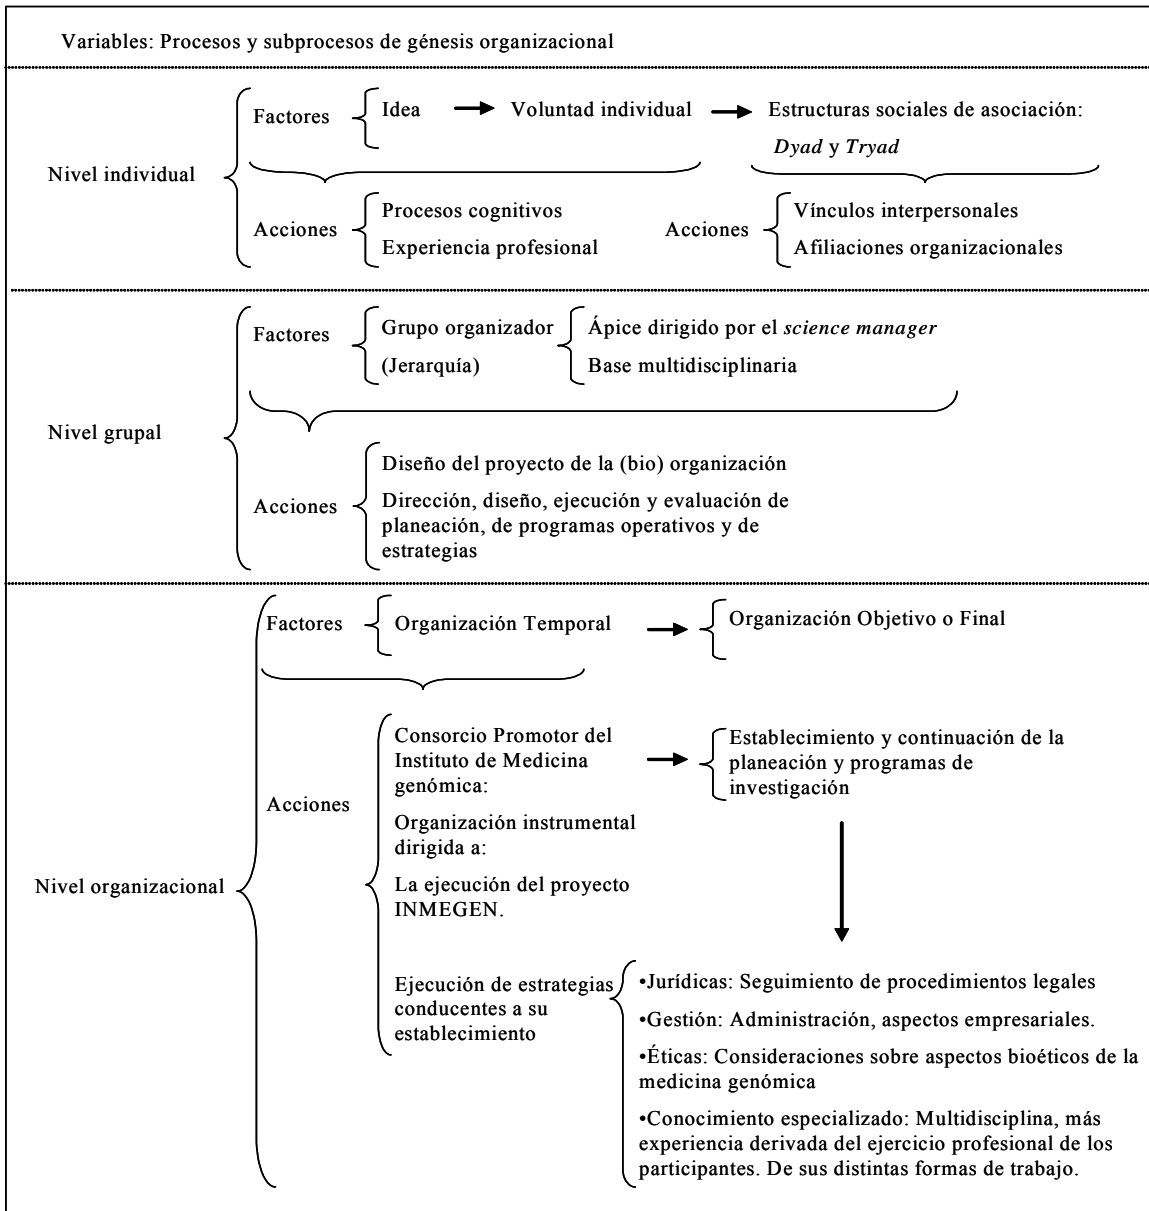 Variables: Procesos y subprocesos de génesis organizacional
Nivel individual
Factores
Idea
Voluntad individual
Estructuras sociales de asociación:
Dyad y Tryad
Acciones
Procesos cognitivos
Experiencia profesional
Acciones
Vínculos interpersonales
Afiliaciones organizacionales
Nivel grupal
Factores
Grupo organizador
(Jerarquía)
Ápice dirigido por el science manager
Base multidisciplinaria
Acciones
Diseño del proyecto de la (bio) organización
Dirección, diseño, ejecución y evaluación de
planeación, de programas operativos y de
estrategias
Nivel organizacional
Factores
Organización Temporal
Organización Objetivo o Final
Acciones
Consorcio Promotor del
Instituto de Medicina
genómica:
Organización instrumental
dirigida a:
La ejecución del proyecto
INMEGEN.
Establecimiento y continuación de la
planeación y programas de
investigación
Ejecución de estrategias
conducentes a su
establecimiento
•Jurídicas: Seguimiento de procedimientos legales
•Gestión: Administración, aspectos empresariales.
•Éticas: Consideraciones sobre aspectos bioéticos de la
medicina genómica
•Conocimiento especializado: Multidisciplina, más
experiencia derivada del ejercicio profesional de los
participantes. De sus distintas formas de trabajo.